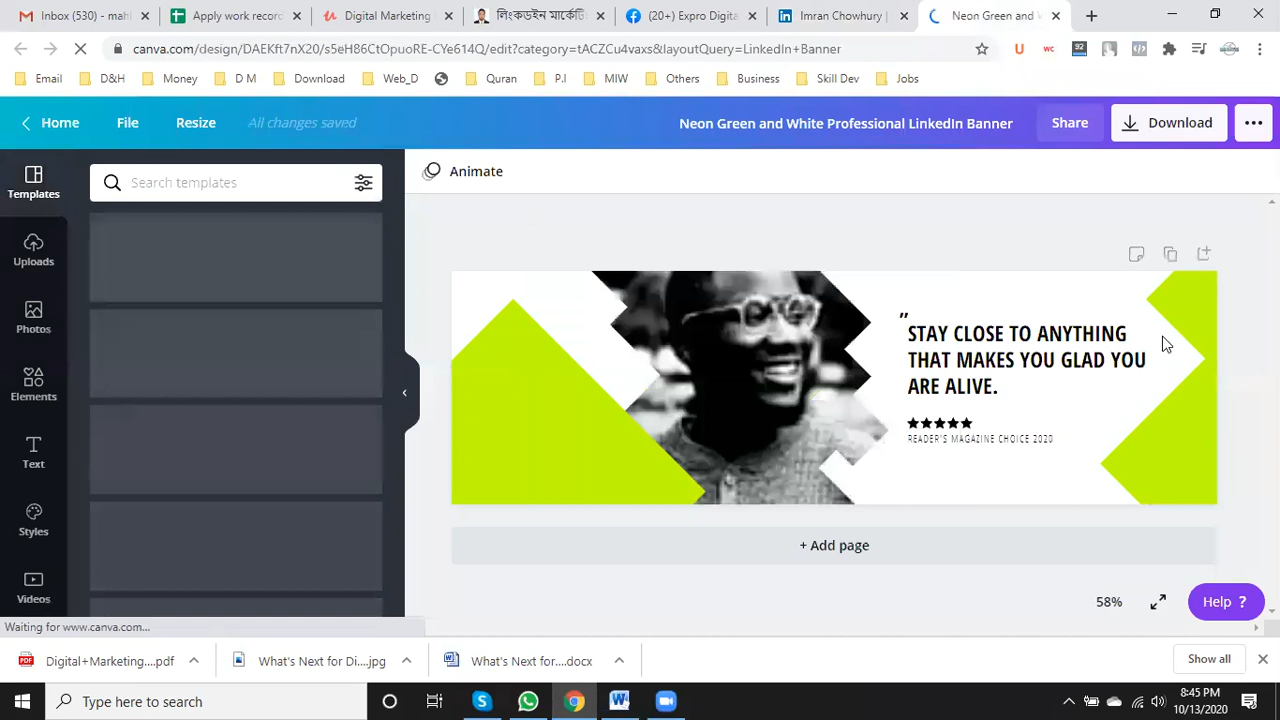 Inbox (530) - mahl
Apply work record
Digital Marketing
লিংকডইন মার্কেটি
(20+) Expro Digita
Imran Chowdhury |
Neon Green and W
canva.com/design/DAEKft7nX20/s5eH86OtOpuoRE-CYe614Q/edit?category=tACZCu4vaxs&layoutQuery=LinkedIn+Banner
Email D&H Money D M Download Web_D Quran P.I MIW Others Business Skill Dev Jobs
Home File Resize All changes saved Neon Green and White Professional LinkedIn Banner Share Download
Templates
Search templates
Animate
Uploads
Photos
Elements
Text
Styles
Videos
"
STAY CLOSE TO ANYTHING
THAT MAKES YOU GLAD YOU
ARE ALIVE.
READER'S MAGAZINE CHOICE 2020
+ Add page
58%
Help ?
Waiting for www.canva.com...
Digital+Marketing....pdf
What's Next for Di....jpg
What's Next for....docx
Show all
Type here to search
8:45 PM
10/13/2020